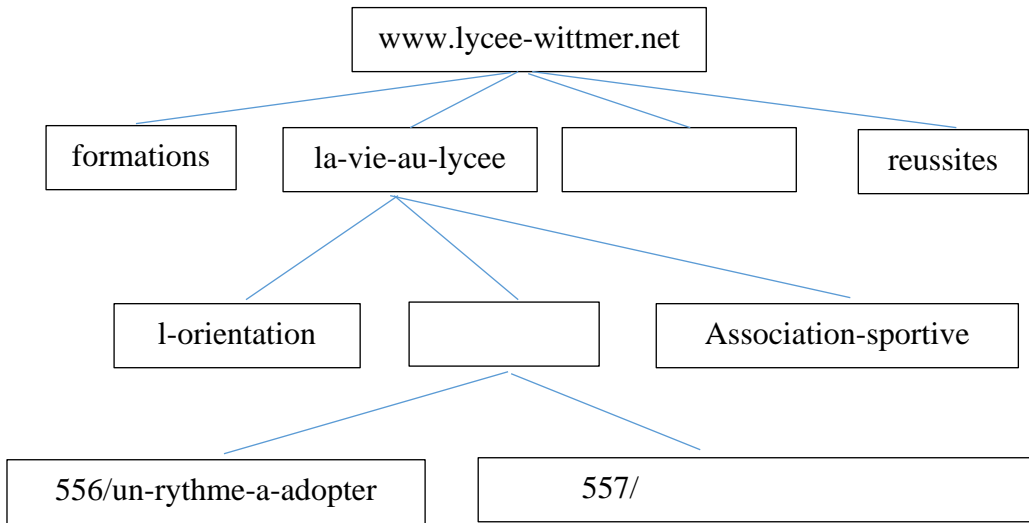 www.lycee-wittmer.net
formations
la-vie-au-lycee
reussites
l-orientation
Association-sportive
556/un-rythme-a-adopter
557/